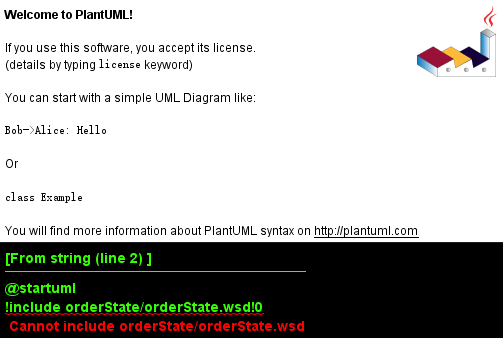 Welcome to PlantUML!
If you use this software, you accept its license.
(details by typing license keyword)
You can start with a simple UML Diagram like:
Bob->Alice: Hello
Or
class Example
You will find more information about PlantUML syntax on http://plantuml.com
[From string (line 2) ]
@startuml
!include orderState/orderState.wsd!0
Cannot include orderState/orderState.wsd